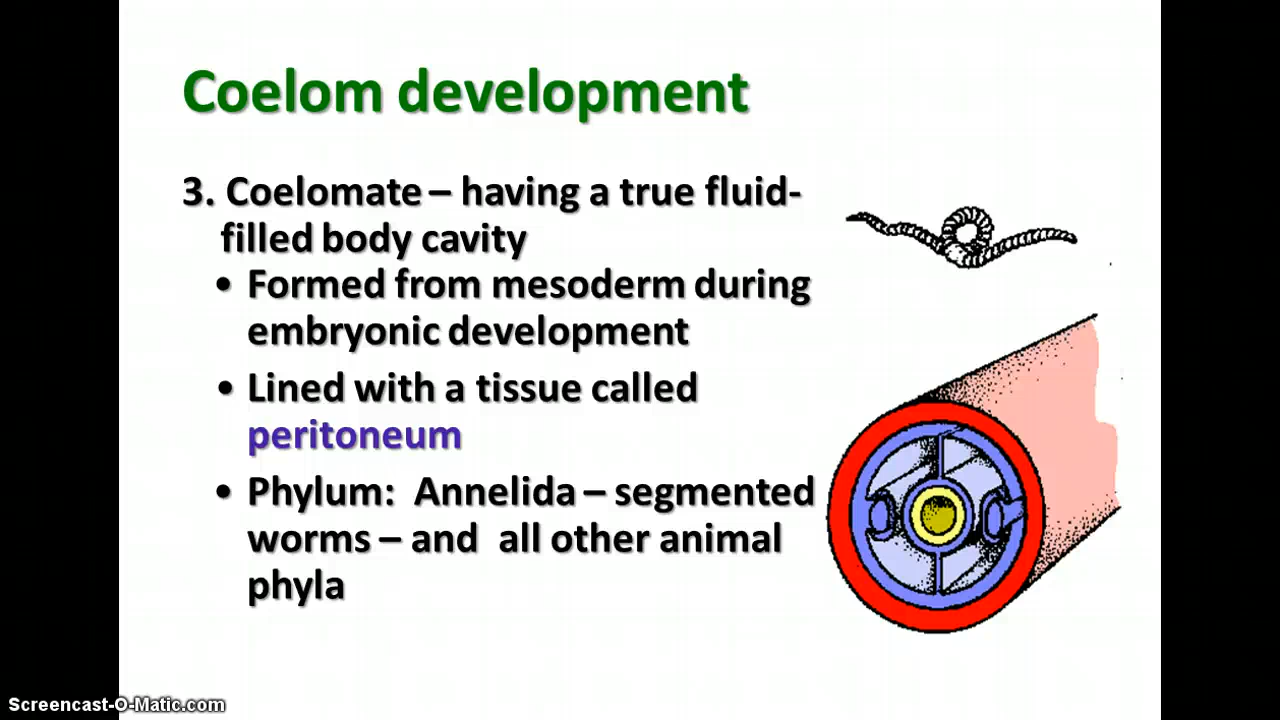 Coelom development
3. Coelomate – having a true fluid-
filled body cavity
• Formed from mesoderm during
embryonic development
• Lined with a tissue called
peritoneum
• Phylum: Annelida – segmented
worms – and all other animal
phyla
Screencast-O-Matic.com